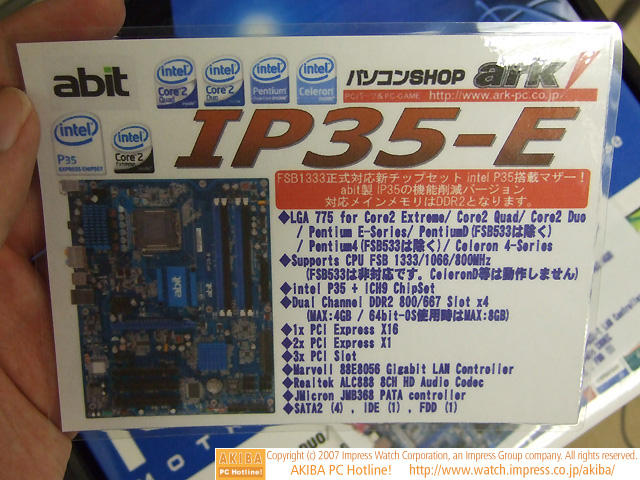 abit
intel Core 2 Quad inside
intel Core 2 Duo inside
intel Pentium inside
intel Celeron inside
パソコンSHOP ark
PCパーツ&PC-GAME http://www.ark-pc.co.jp/
intel P35 EXPRESS CHIPSET
intel Core 2 Extreme
IP35-E
FSB1333正式対応新チップセット intel P35搭載マザー!
abit製 IP35の機能削減バージョン
対応メインメモリはDDR2となります。
◆LGA 775 for Core2 Extreme/ Core2 Quad/ Core2 Duo
/ Pentium E-Series/ PentiumD(FSB533は除く)
/ Pentium4(FSB533は除く)/ Celeron 4-Series
◆Supports CPU FSB 1333/1066/800MHz
(FSB533は非対応です。CeleronD等は動作しません)
◆intel P35 + ICH9 ChipSet
◆Dual Channel DDR2 800/667 Slot x4
(MAX:4GB / 64bit-OS使用時はMAX:8GB)
◆1x PCI Express X16
◆2x PCI Express X1
◆3x PCI Slot
◆Marvell 88E8056 Gigabit LAN Controller
◆Realtek ALC888 8CH HD Audio Codec
◆JMicron JMB368 PATA controller
◆SATA2 (4) , IDE (1) , FDD (1)
abit
AKIBA PC Hotline!
Copyright (c) 2007 Impress Watch Corporation, an Impress Group company. All rights reserved.
AKIBA PC Hotline! http://www.watch.impress.co.jp/akiba/